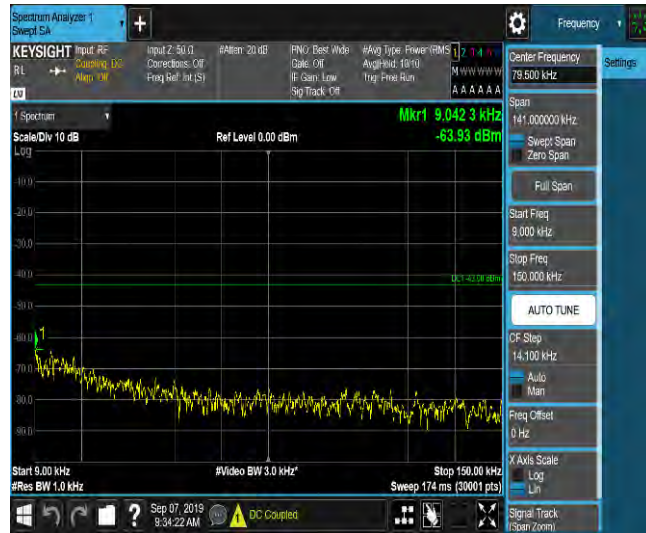 Spectrum Analyzer 1
Swept SA
+
Frequency
KEYSIGHT
RL
Input: RF
Coupling: DC
Align: Off
Input Z: 50 Ω
Corrections: Off
Freq Ref: Int (S)
#Atten: 20 dB
PNO: Best Wide
Gate: Off
IF Gain: Low
Sig Track: Off
#Avg Type: Power (RMS
Avg|Hold: 10/10
Trig: Free Run
M W W W W W
A A A A A A
1 Spectrum
Scale/Div 10 dB
Log
Ref Level 0.00 dBm
Mkr1 9.042 3 kHz
-63.93 dBm
-10.0
-20.0
-30.0
-40.0
-50.0
-60.0
-70.0
-80.0
-90.0
DL1 -43.00 dBm
1
Start 9.00 kHz
#Res BW 1.0 kHz
#Video BW 3.0 kHz*
Stop 150.00 kHz
Sweep 174 ms (30001 pts)
Center Frequency
79.500 kHz
Settings
Span
141.000000 kHz
Swept Span
Zero Span
Full Span
Start Freq
9.000 kHz
Stop Freq
150.000 kHz
AUTO TUNE
CF Step
14.100 kHz
Auto
Man
Freq Offset
0 Hz
X Axis Scale
Log
Lin
Signal Track
(Span Zoom)
?
Sep 07, 2019
9:34:22 AM
DC Coupled